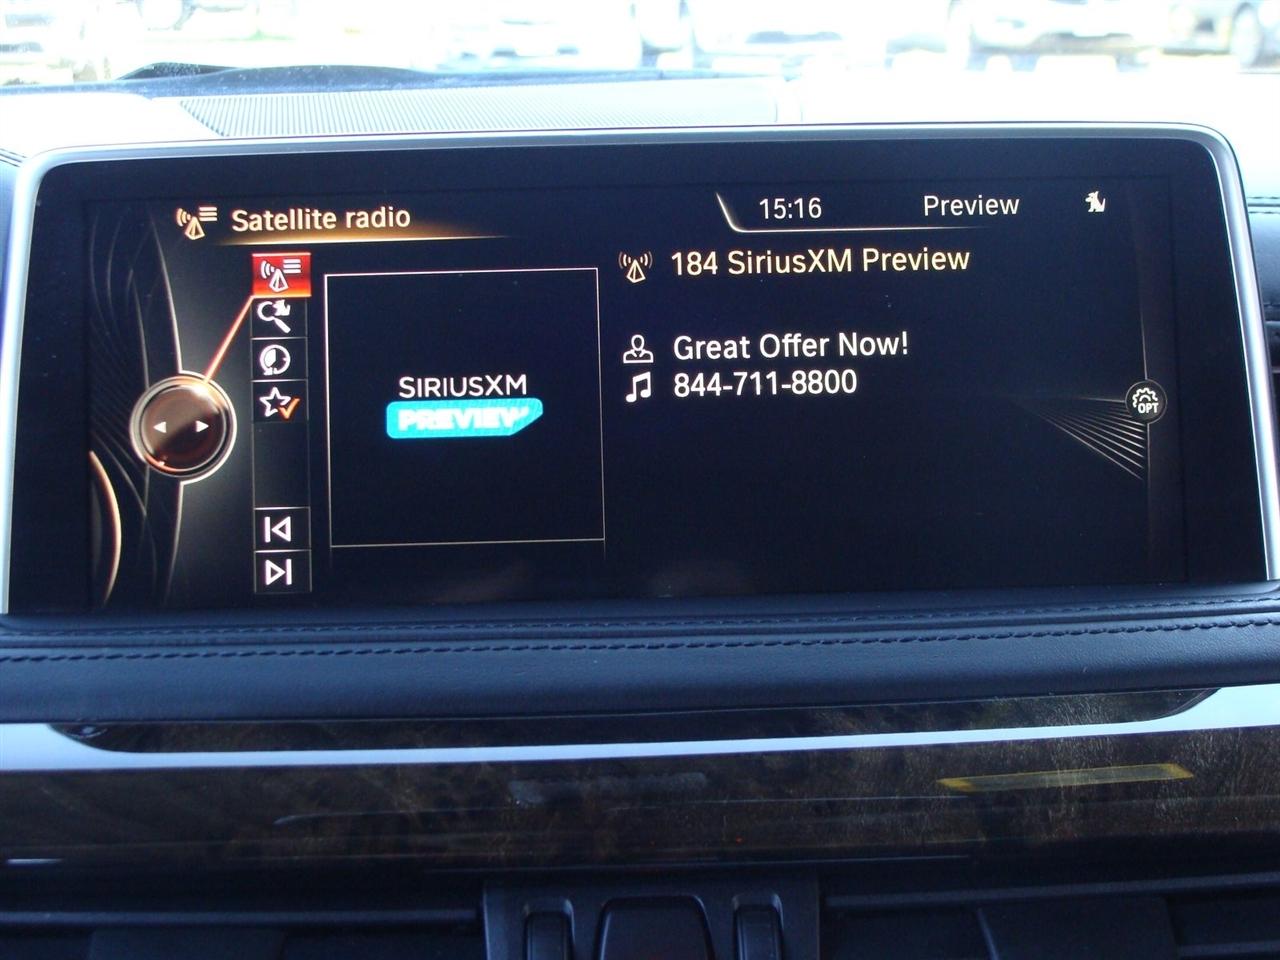 Satellite radio
15:16
Preview
184 SiriusXM Preview
SIRIUSXM
PREVIEW
Great Offer Now!
844-711-8800
OPT